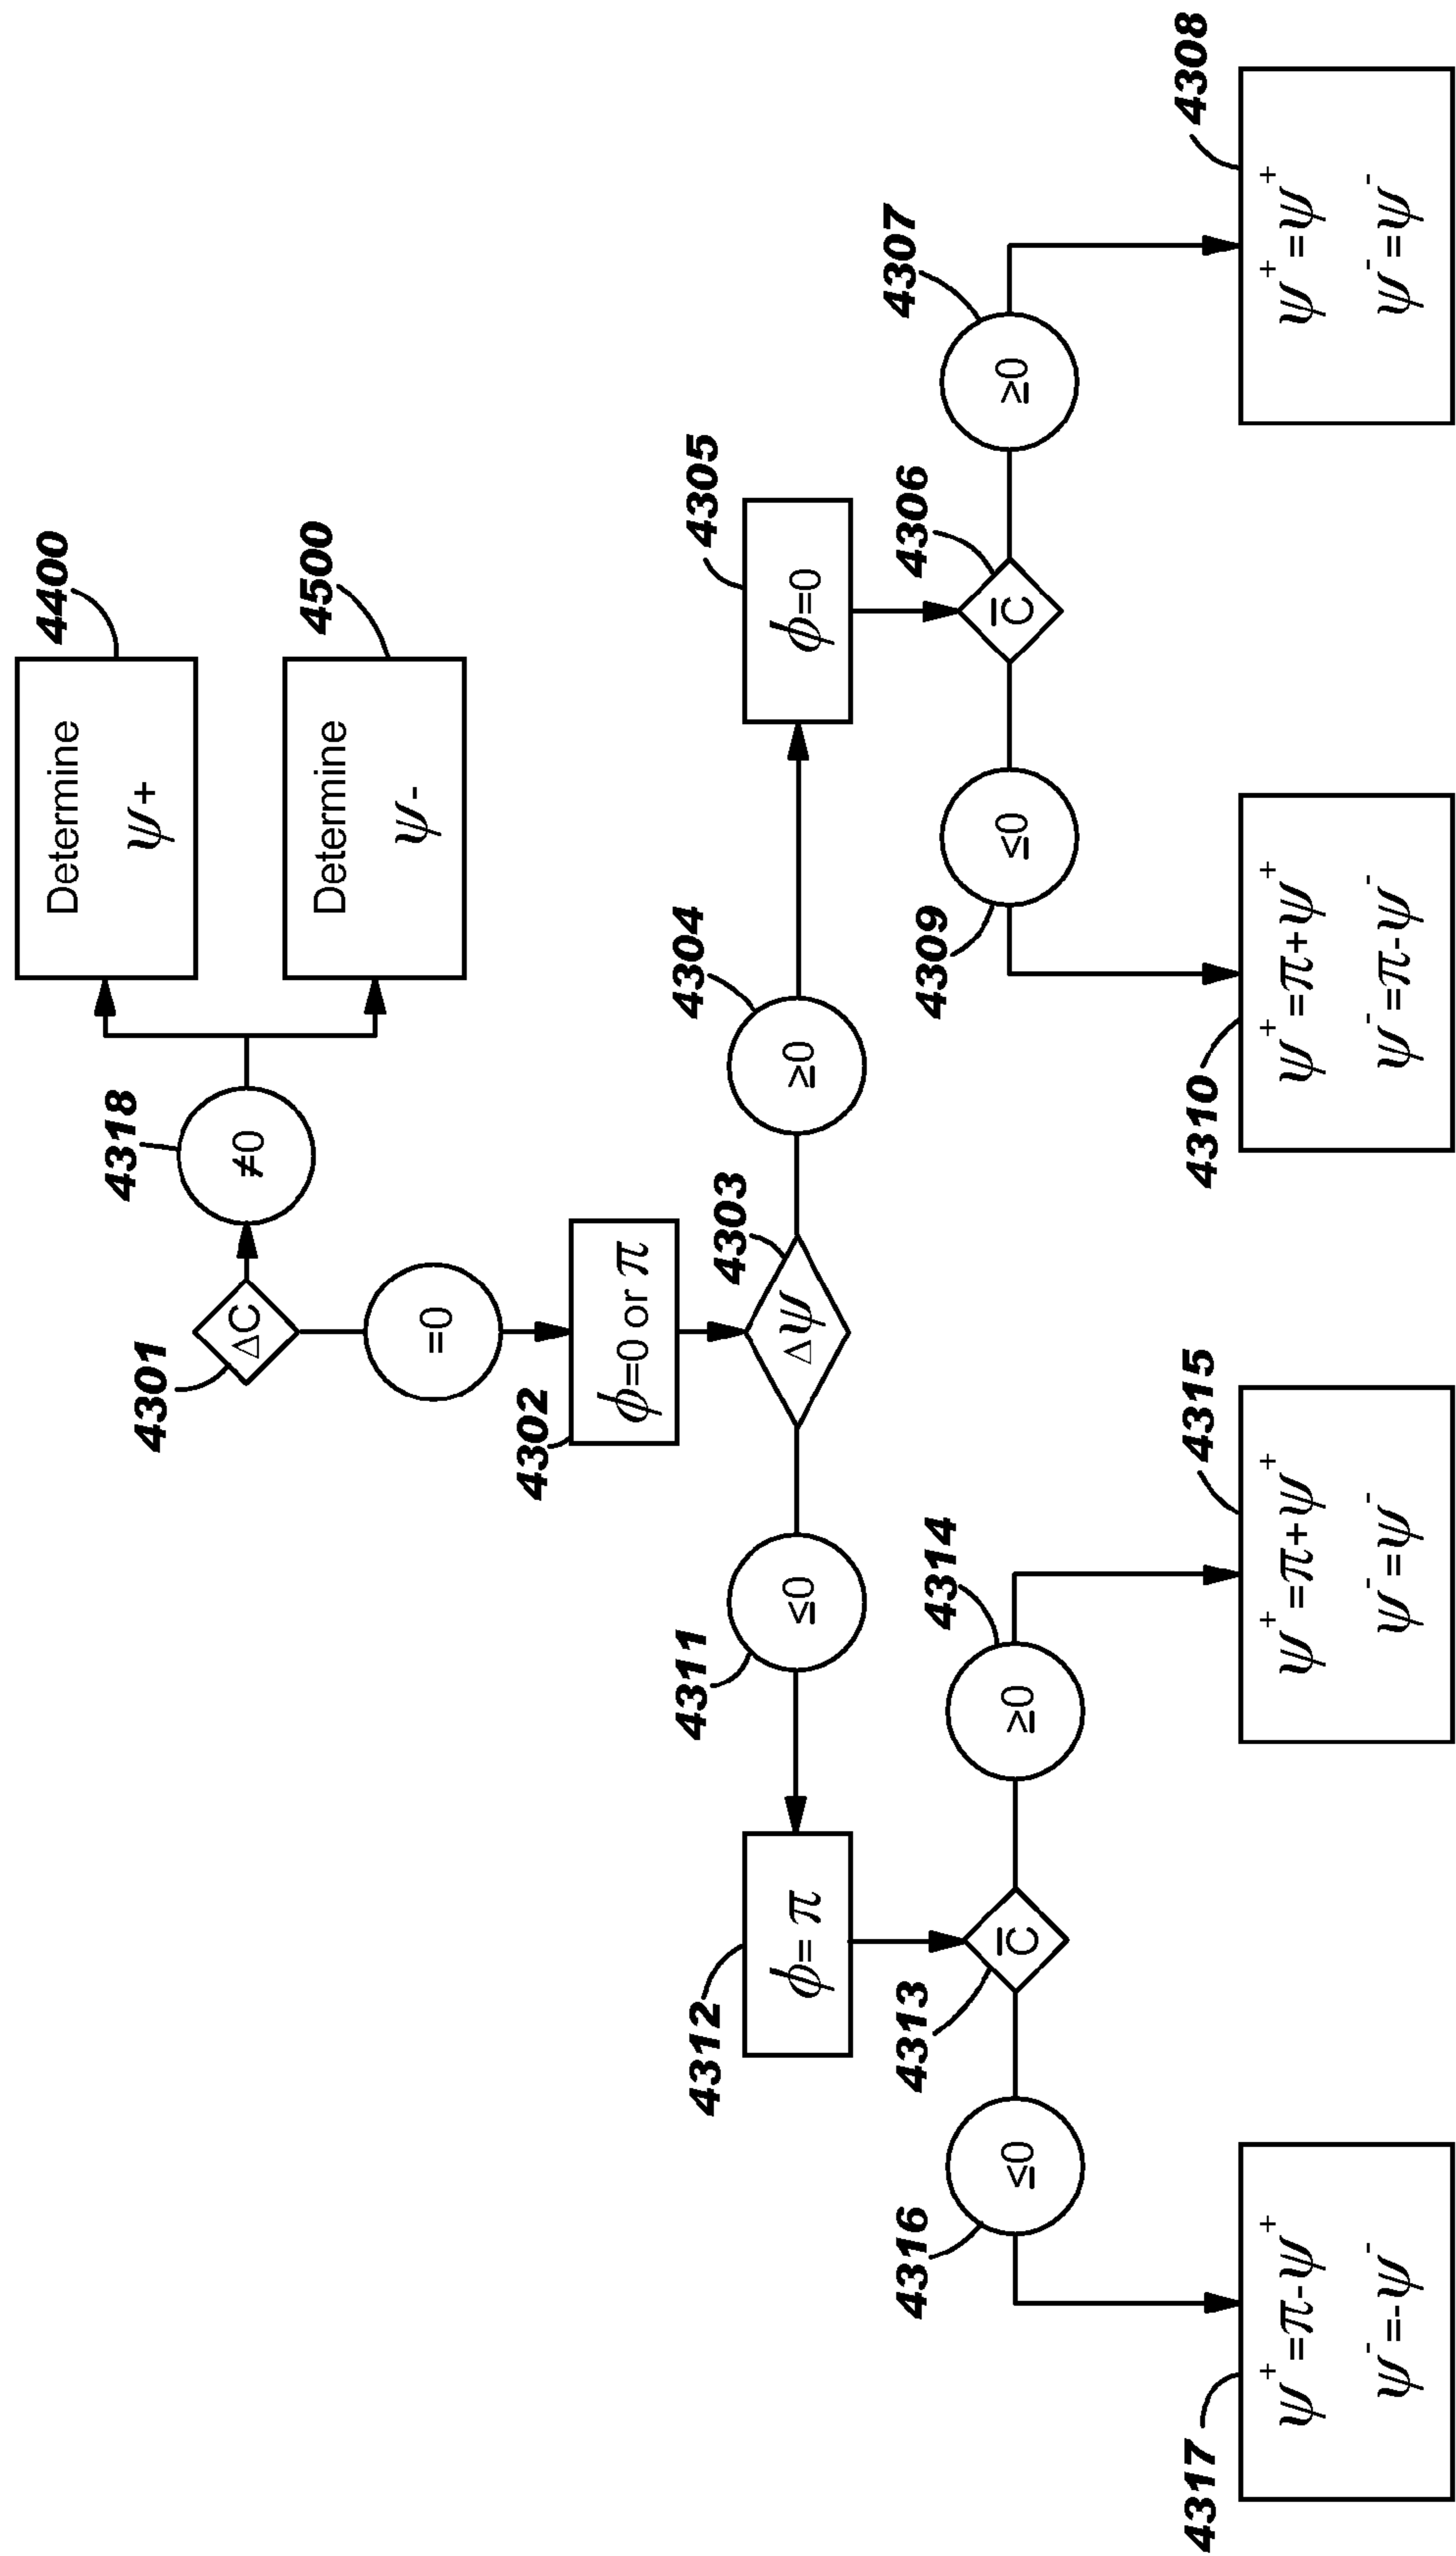 4301
ΔC
4318
≠0
4400
Determine
ψ+
4500
Determine
ψ-
=0
4302
ϕ=0 or π
4303
Δψ
4311
≤0
4304
≥0
4312
ϕ= π
4305
ϕ=0
4313
C̅
4316
≤0
4314
≥0
4306
C̅
4309
≤0
4307
≥0
4317
ψ⁺=π-ψ⁺
ψ⁻=-ψ⁻
4315
ψ⁺=π+ψ⁺
ψ⁻=ψ⁻
4310
ψ⁺=π+ψ⁺
ψ⁻=π-ψ⁻
4308
ψ⁺=ψ⁺
ψ⁻=ψ⁻